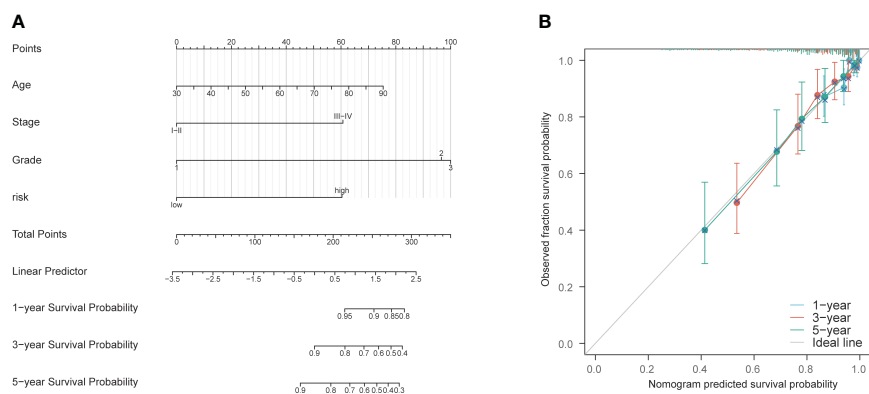 A
Points
0 20 40 60 80 100
Age
30 35 40 45 50 55 60 65 70 75 80 85 90
Stage
III−IV
I−II
Grade
2
1 3
risk
high
low
Total Points
0 100 200 300
Linear Predictor
−3.5 −2.5 −1.5 −0.5 0.5 1.5 2.5
1−year Survival Probability
0.95 0.9 0.85 0.8
3−year Survival Probability
0.9 0.8 0.7 0.6 0.5 0.4
5−year Survival Probability
0.9 0.8 0.7 0.6 0.5 0.4 0.3
B
Observed fraction survival probability
1.0
0.8
0.6
0.4
0.2
0.0
1−year
3−year
5−year
Ideal line
0.0 0.2 0.4 0.6 0.8 1.0
Nomogram predicted survival probability